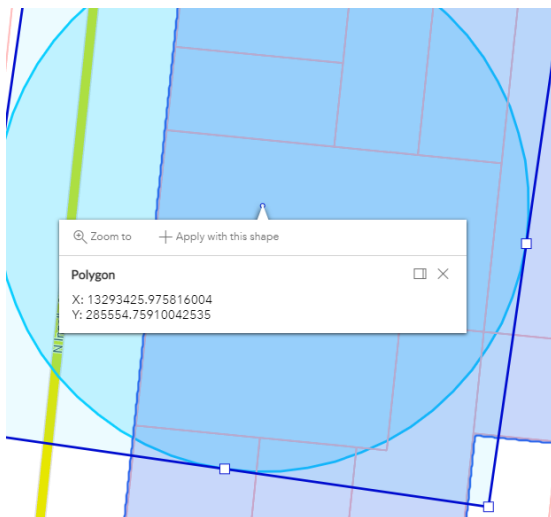 Zoom to
Apply with this shape
Polygon
X: 13293425.975816004
Y: 285554.75910042535